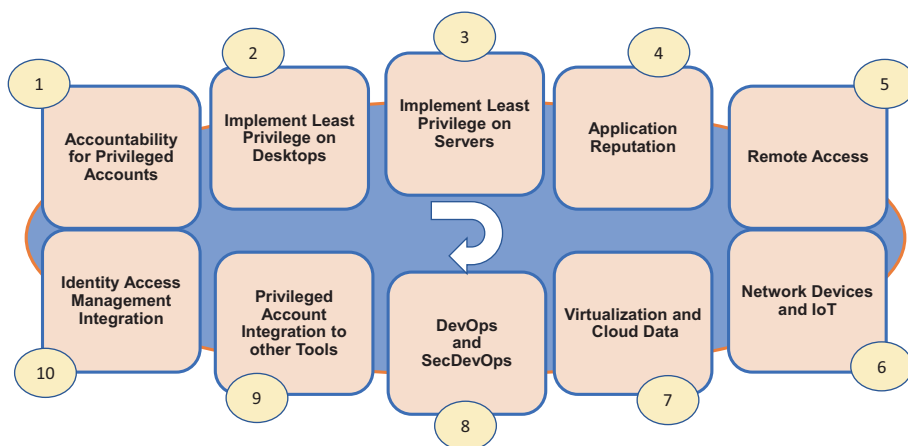 1
Accountability
for Privileged
Accounts
2
Implement Least
Privilege on
Desktops
3
Implement Least
Privilege on
Servers
4
Application
Reputation
5
Remote Access
6
Network Devices
and IoT
7
Virtualization and
Cloud Data
8
DevOps
and
SecDevOps
9
Privileged
Account
Integration to
other Tools
10
Identity Access
Management
Integration